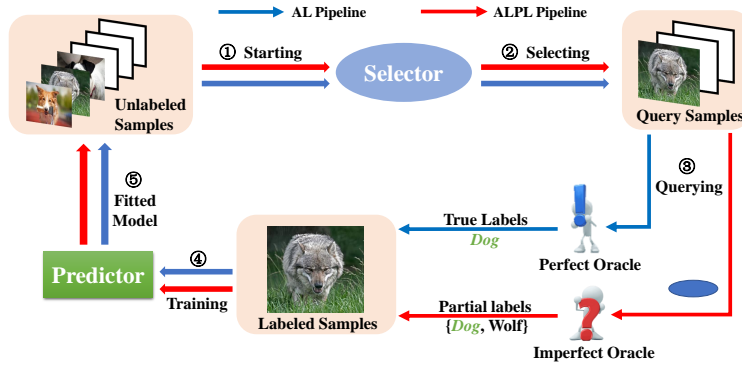 AL Pipeline
ALPL Pipeline
① Starting
② Selecting
Selector
Unlabeled
Samples
Query Samples
③
Querying
⑤
Fitted
Model
True Labels
Dog
Perfect Oracle
Predictor
④
Training
Labeled Samples
Partial labels
{Dog, Wolf}
Imperfect Oracle